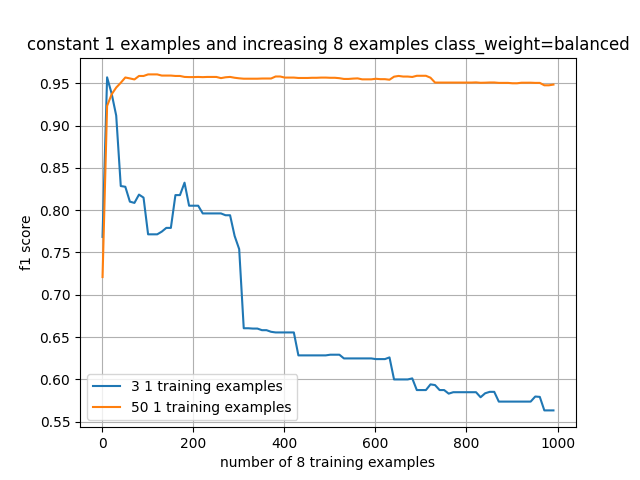 constant 1 examples and increasing 8 examples class_weight=balanced
0.95
0.90
0.85
0.80
0.75
0.70
0.65
0.60
0.55
f1 score
3 1 training examples
50 1 training examples
0 200 400 600 800 1000
number of 8 training examples